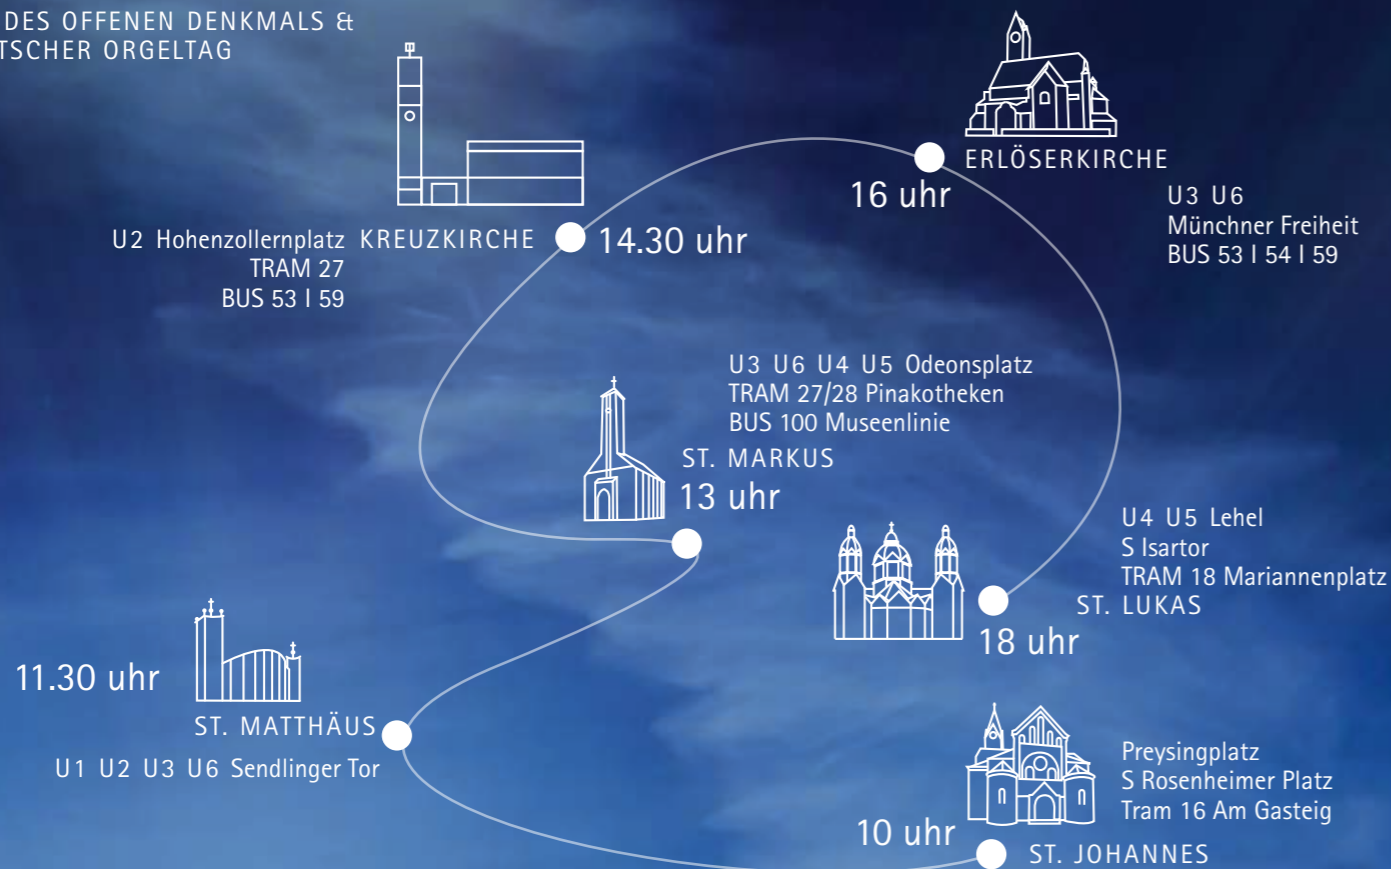 DES OFFENEN DENKMALS &
TSCHER ORGELTAG
ERLÖSERKIRCHE
16 uhr
U3 U6
Münchner Freiheit
BUS 53 I 54 I 59
U2 Hohenzollernplatz KREUZKIRCHE 14.30 uhr
TRAM 27
BUS 53 I 59
U3 U6 U4 U5 Odeonsplatz
TRAM 27/28 Pinakotheken
BUS 100 Museenlinie
ST. MARKUS
13 uhr
U4 U5 Lehel
S Isartor
TRAM 18 Mariannenplatz
ST. LUKAS
18 uhr
11.30 uhr
ST. MATTHÄUS
U1 U2 U3 U6 Sendlinger Tor
Preysingplatz
S Rosenheimer Platz
Tram 16 Am Gasteig
10 uhr
ST. JOHANNES